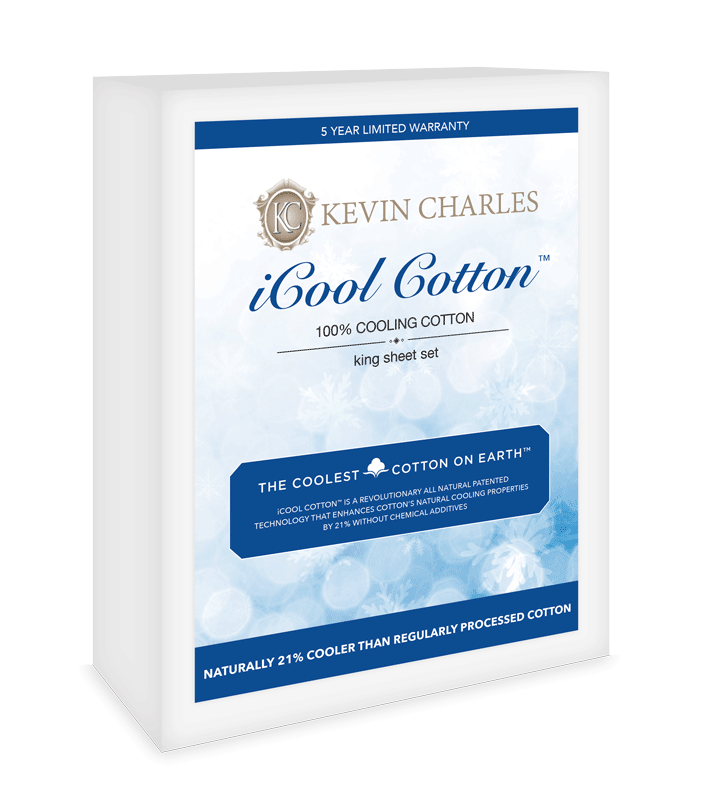 5 YEAR LIMITED WARRANTY
KC KEVIN CHARLES
iCool Cotton™
100% COOLING COTTON
king sheet set
THE COOLEST COTTON ON EARTH™
iCOOL COTTON™ IS A REVOLUTIONARY ALL NATURAL PATENTED
TECHNOLOGY THAT ENHANCES COTTON'S NATURAL COOLING PROPERTIES
BY 21% WITHOUT CHEMICAL ADDITIVES
NATURALLY 21% COOLER THAN REGULARLY PROCESSED COTTON